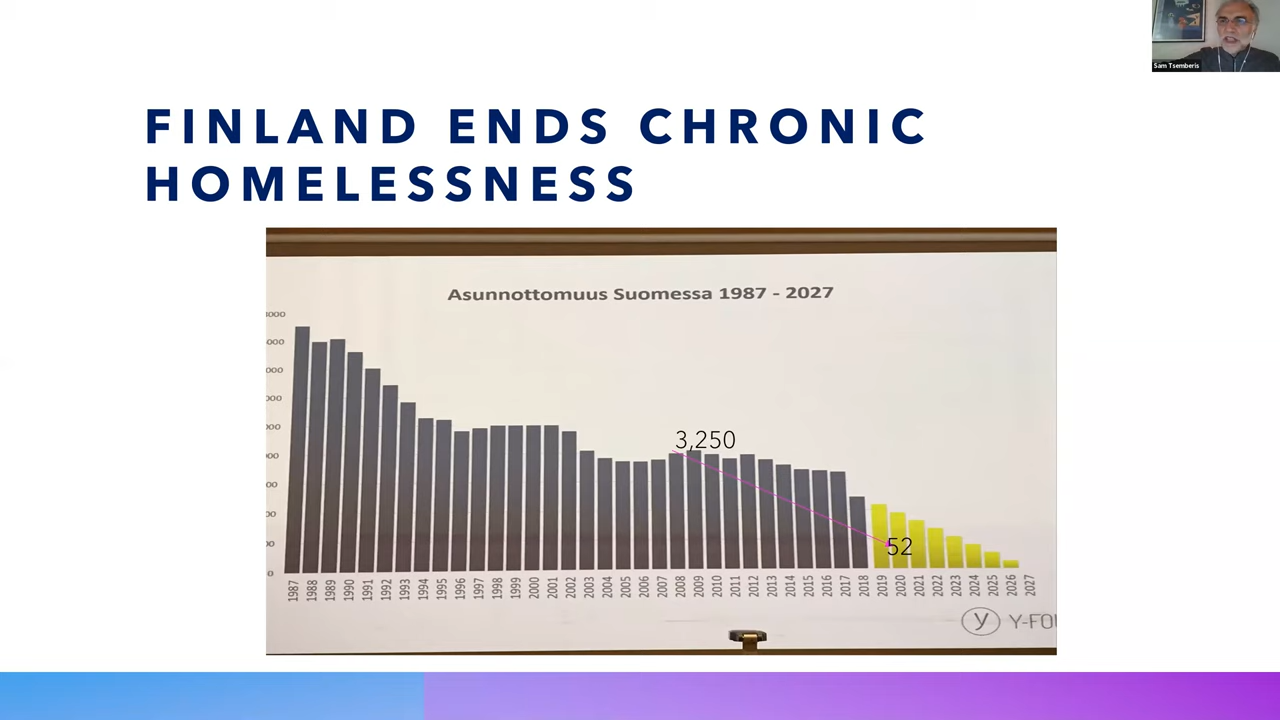 Sam Tsemberis
FINLAND ENDS CHRONIC
HOMELESSNESS
Asunnottomuus Suomessa 1987 - 2027
3,250
52
0
1987 1988 1989 1990 1991 1992 1993 1994 1995 1996 1997 1998 1999 2000 2001 2002 2003 2004 2005 2006 2007 2008 2009 2010 2011 2012 2013 2014 2015 2016 2017 2018 2019 2020 2021 2022 2023 2024 2025 2026 2027
Y